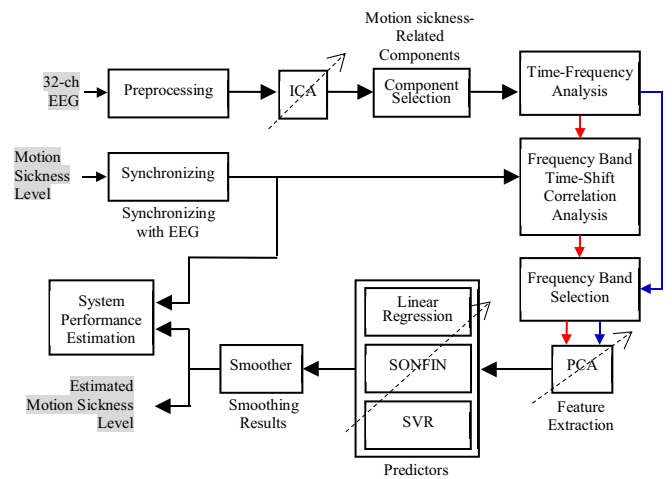 Motion sickness-
Related
Components
32-ch
EEG
Preprocessing
ICA
Component
Selection
Time-Frequency
Analysis
Motion
Sickness
Level
Synchronizing
Synchronizing
with EEG
Frequency Band
Time-Shift
Correlation
Analysis
Frequency Band
Selection
System
Performance
Estimation
Linear
Regression
SONFIN
SVR
Predictors
Smoother
Smoothing
Results
PCA
Feature
Extraction
Estimated
Motion Sickness
Level